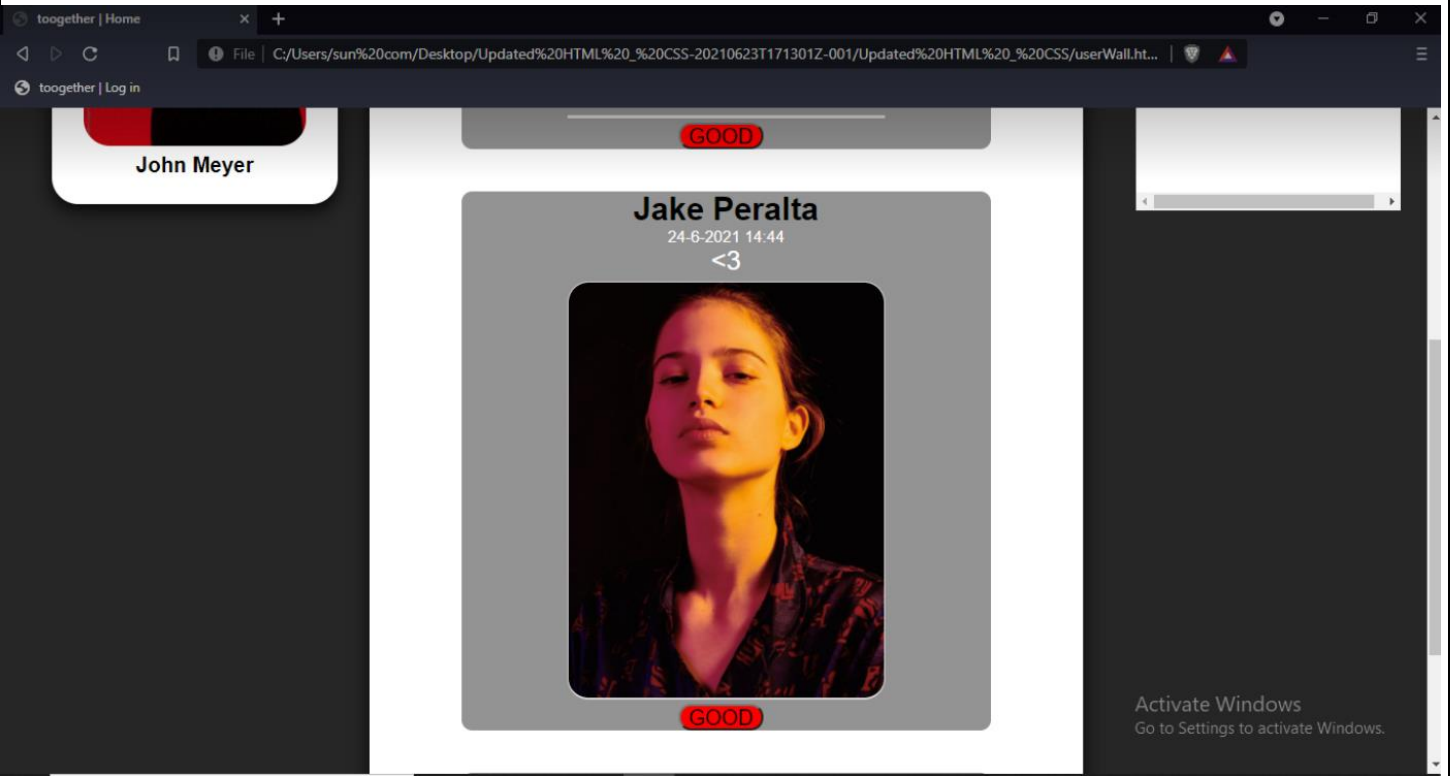 toogether | Home
File | C:/Users/sun%20com/Desktop/Updated%20HTML%20_%20CSS-20210623T171301Z-001/Updated%20HTML%20_%20CSS/userWall.ht...
toogether | Log in
GOOD
John Meyer
Jake Peralta
24-6-2021 14:44
<3
GOOD
Activate Windows
Go to Settings to activate Windows.